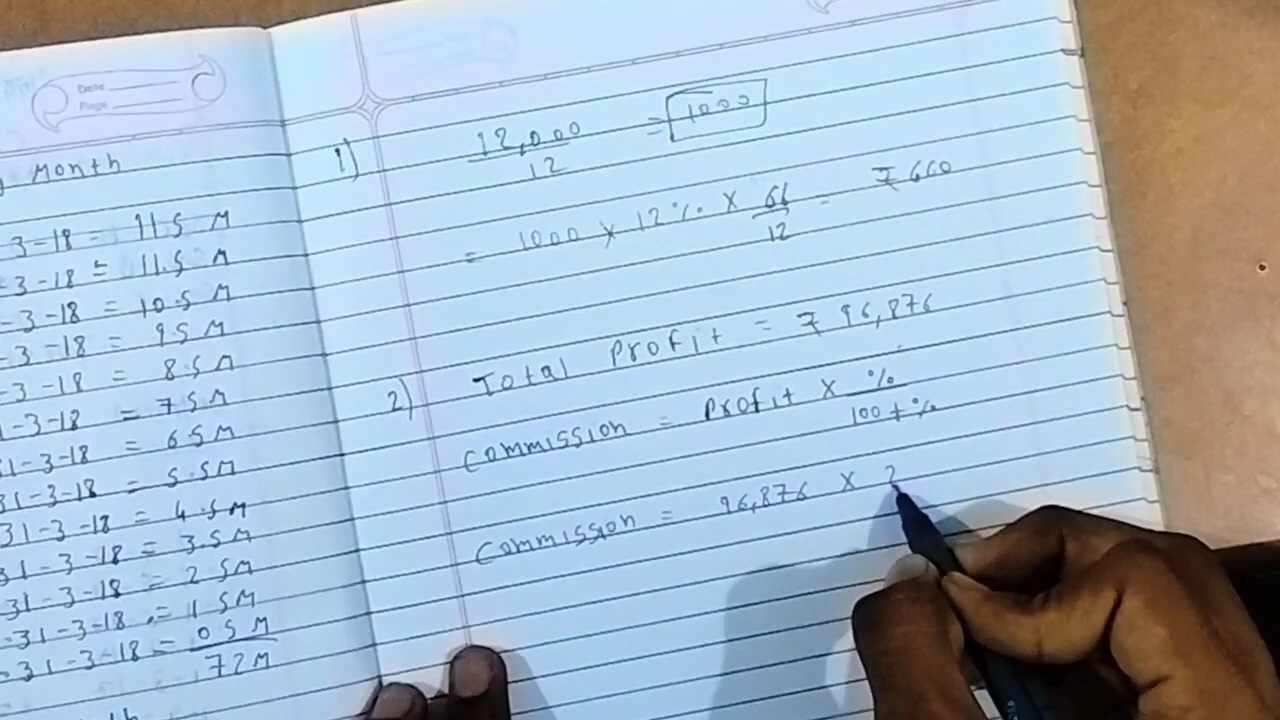 Date
Page
Month
3-18 = 11.5 M
-3-18 = 11.5 M
-3-18 = 10.5 M
-3-18 = 9.5 M
-3-18 = 8.5 M
1-3-18 = 7.5 M
31-3-18 = 6.5 M
31-3-18 = 5.5 M
31-3-18 = 4.5 M
31-3-18 = 3.5 M
-31-3-18 = 2.5 M
-31-3-18 = 1.5 M
-31-3-18 = 0.5 M
72 M
1) 12,000 = 1000
12
= 1000 X 12% X 66 = ₹ 660
12
2) Total Profit = ₹ 96,876
Commission = Profit X %
100 + %
Commission = 96,876 X 2